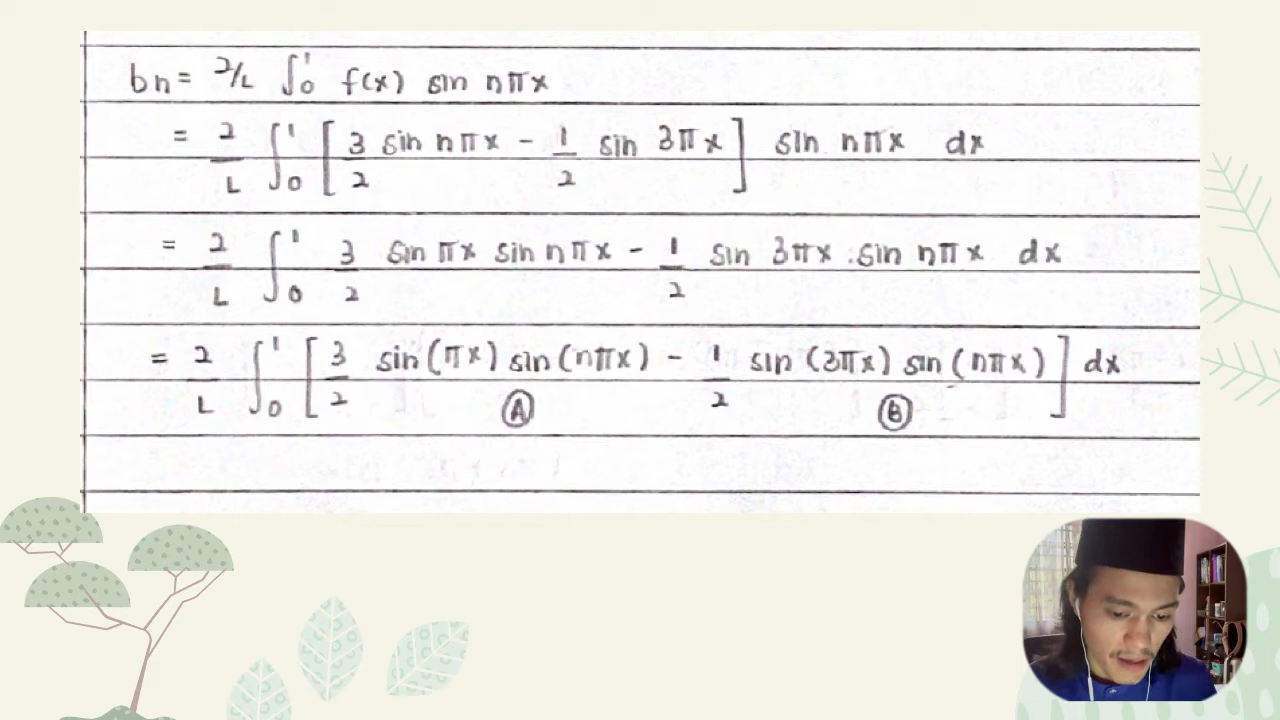 bn = 2/L ∫₀¹ f(x) sin nπx
= 2/L ∫₀¹ [ 3/2 sin nπx - 1/2 sin 3πx ] sin nπx dx
= 2/L ∫₀¹ 3/2 sin πx sin nπx - 1/2 sin 3πx . sin nπx dx
= 2/L ∫₀¹ [ 3/2 sin(πx) sin(nπx) - 1/2 sin (3πx) sin (nπx) ] dx
Ⓐ Ⓑ